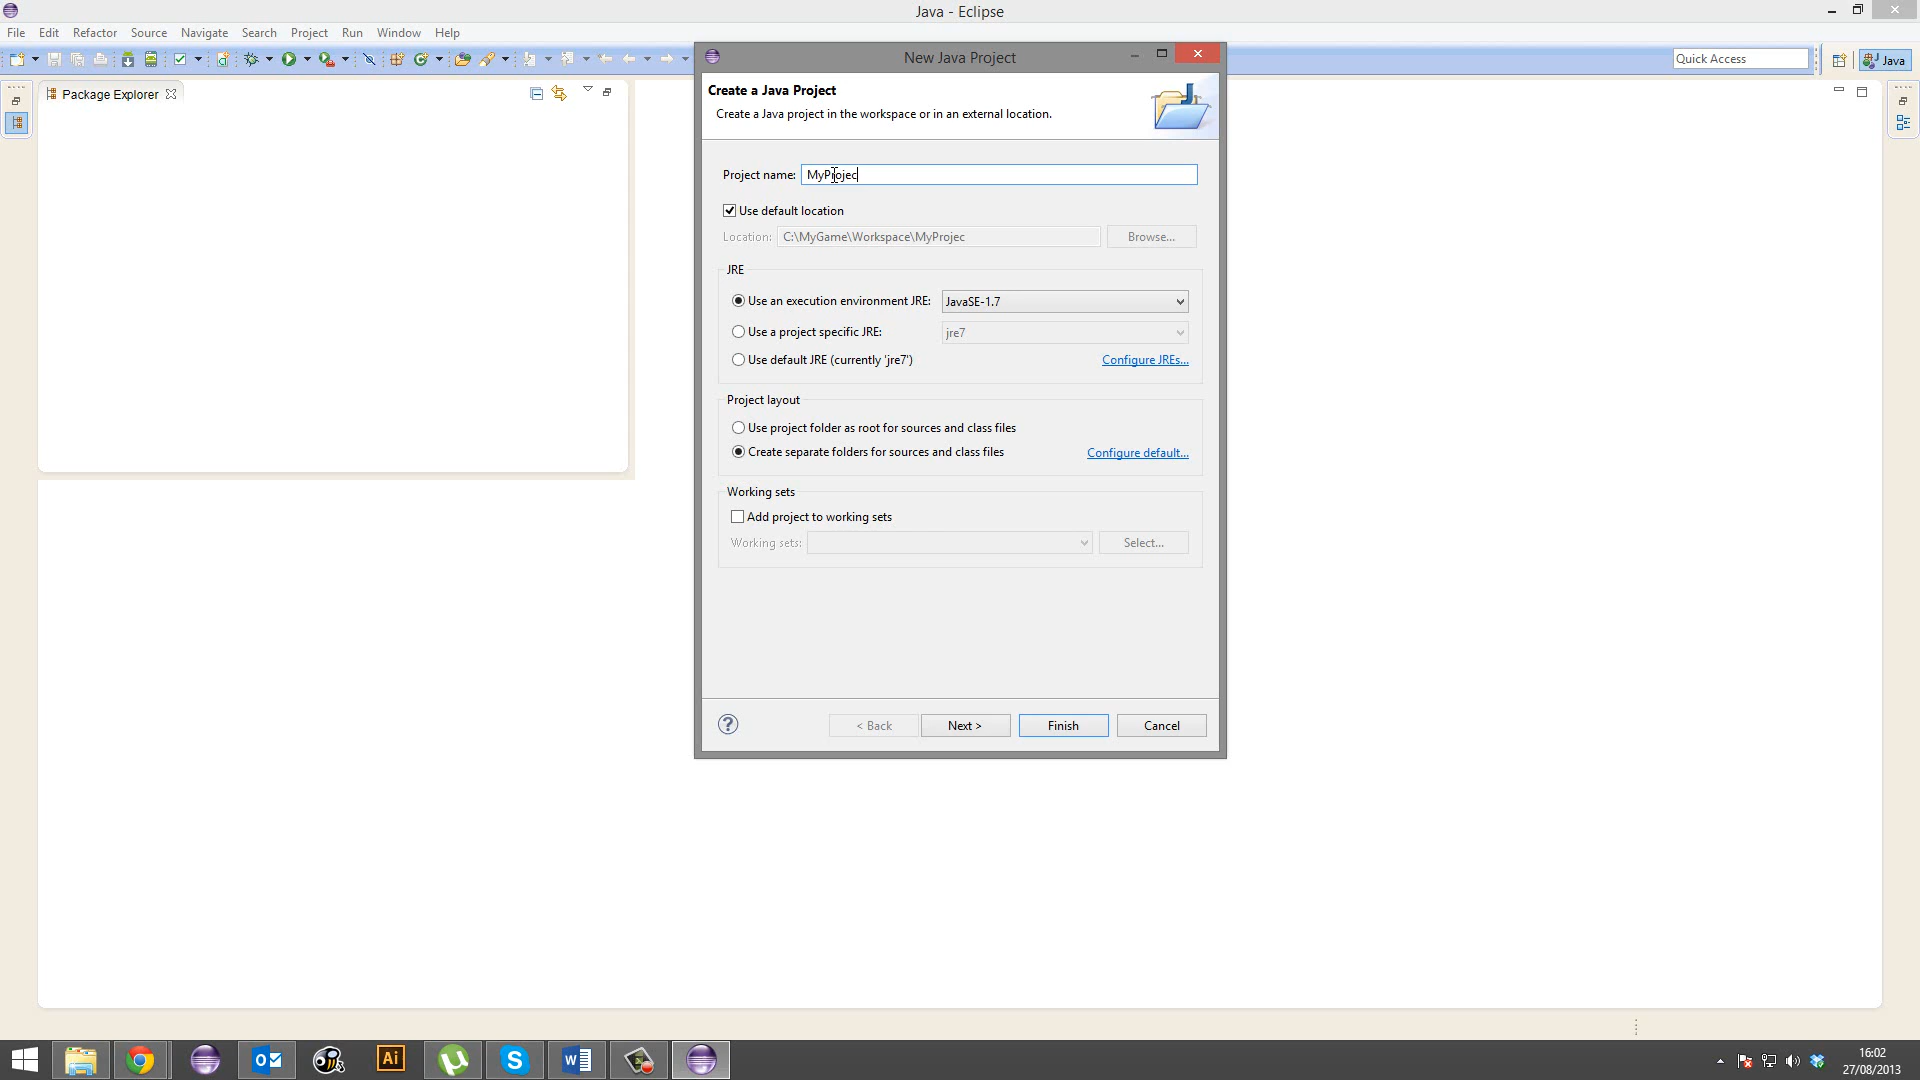 Java - Eclipse
File Edit Refactor Source Navigate Search Project Run Window Help
Quick Access
Java
Package Explorer
New Java Project
Create a Java Project
Create a Java project in the workspace or in an external location.
Project name: MyProjec
Use default location
Location: C:\MyGame\Workspace\MyProjec Browse...
JRE
Use an execution environment JRE: JavaSE-1.7
Use a project specific JRE: jre7
Use default JRE (currently 'jre7') Configure JREs...
Project layout
Use project folder as root for sources and class files
Create separate folders for sources and class files Configure default...
Working sets
Add project to working sets
Working sets: Select...
? < Back Next > Finish Cancel
Ai
16:02
27/08/2013